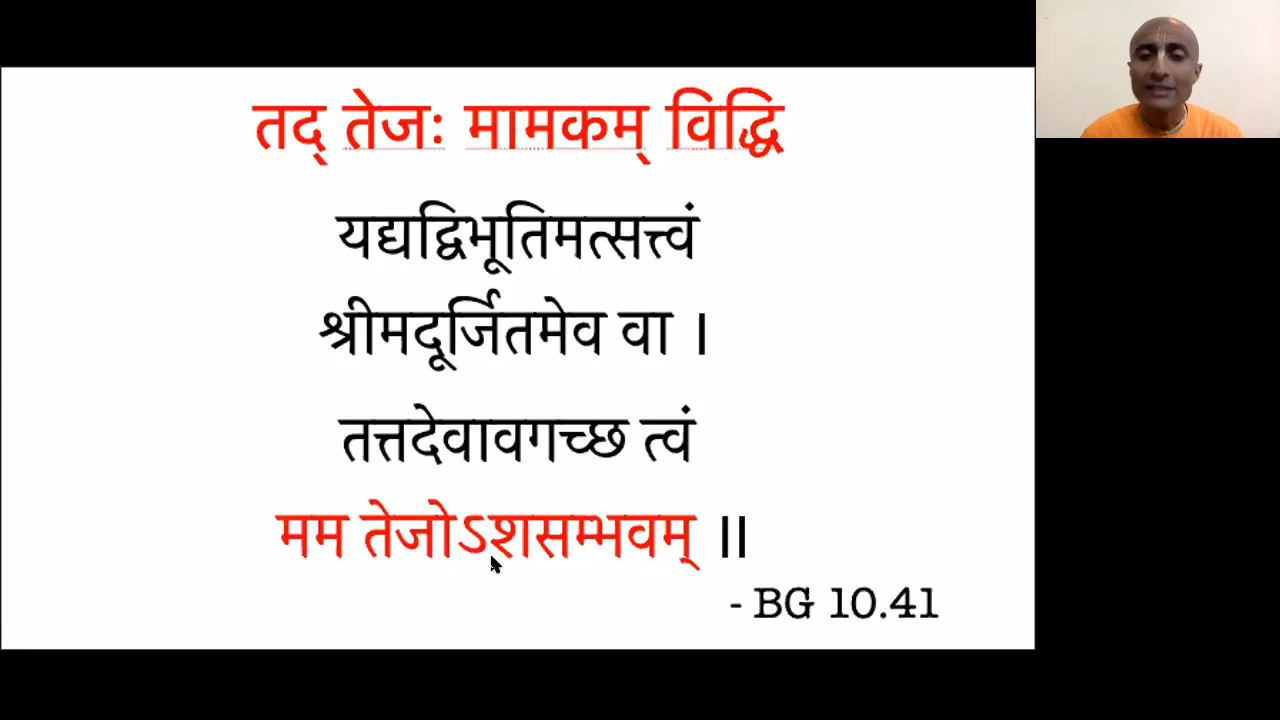 तद् तेजः मामकम् विद्धि
यद्यद्विभूतिमत्सत्त्वं
श्रीमदूर्जितमेव वा ।
तत्तदेवावगच्छ त्वं
मम तेजोऽशसम्भवम् ॥
- BG 10.41